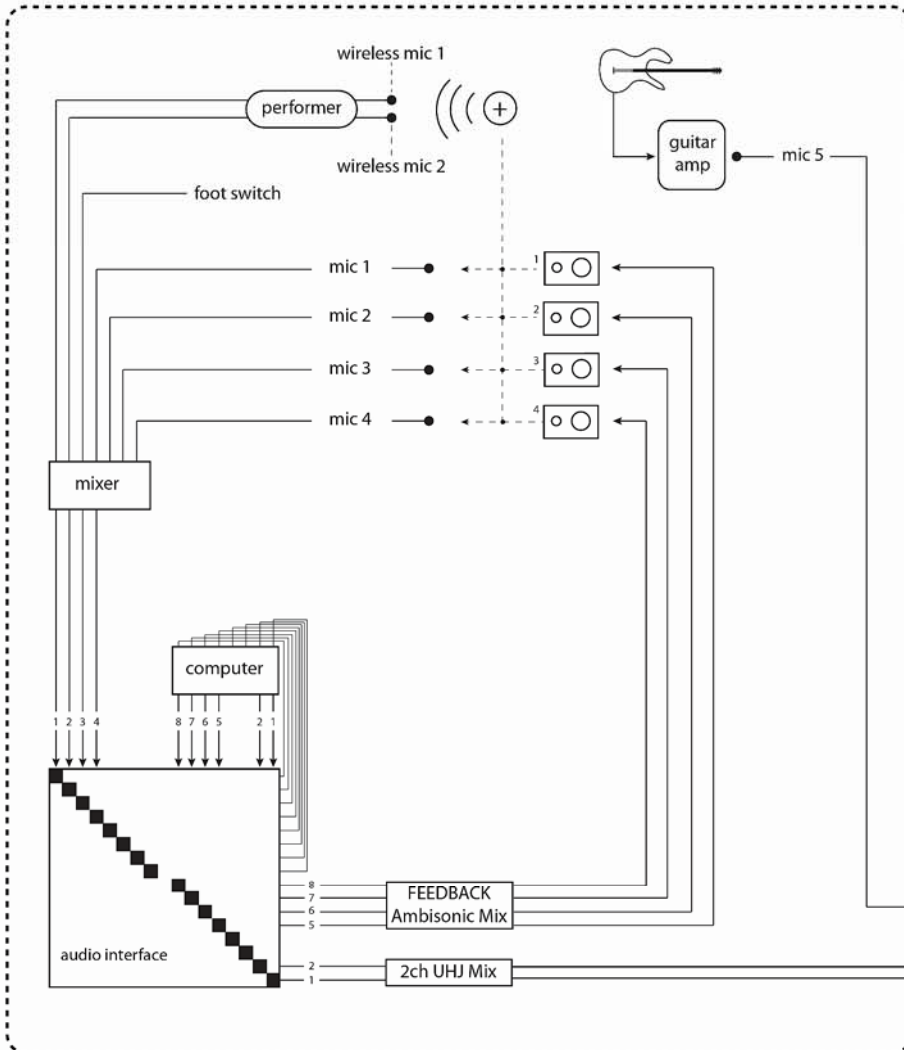 wireless mic 1
performer
wireless mic 2
+
guitar
amp
mic 5
foot switch
mic 1
1
mic 2
2
mic 3
3
mic 4
4
mixer
computer
1 2 3 4
8 7 6 5 2 1
8
7
6
5
FEEDBACK
Ambisonic Mix
audio interface
2
1
2ch UHJ Mix